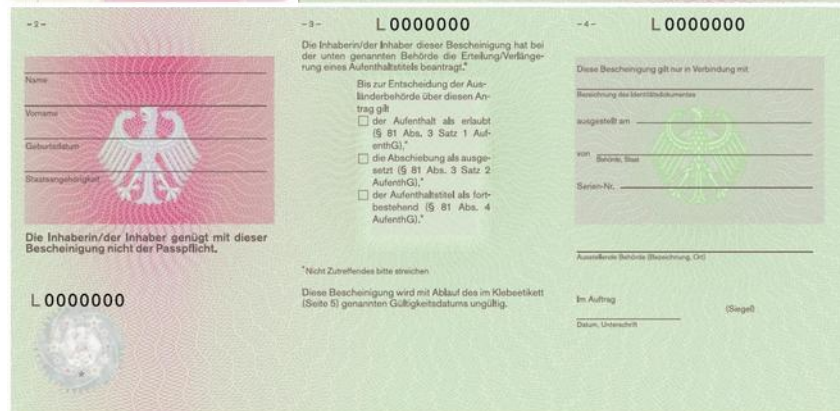 - 2 -
Name
Vorname
Geburtsdatum
Staatsangehörigkeit
Die Inhaberin/der Inhaber genügt mit dieser
Bescheinigung nicht der Passpflicht.
L 0000000
- 3 -
L 0000000
Die Inhaberin/der Inhaber dieser Bescheinigung hat bei
der unten genannten Behörde die Erteilung/Verlänge-
rung eines Aufenthaltstitels beantragt.*
Bis zur Entscheidung der Aus-
länderbehörde über diesen An-
trag gilt
der Aufenthalt als erlaubt
(§ 81 Abs. 3 Satz 1 Auf-
enthG),*
die Abschiebung als ausge-
setzt (§ 81 Abs. 3 Satz 2
AufenthG),*
der Aufenthaltstitel als fort-
bestehend (§ 81 Abs. 4
AufenthG).*
*Nicht Zutreffendes bitte streichen
Diese Bescheinigung wird mit Ablauf des im Klebeetikett
(Seite 5) genannten Gültigkeitsdatums ungültig.
- 4 -
L 0000000
Diese Bescheinigung gilt nur in Verbindung mit
Bezeichnung des Identitätsdokumentes
ausgestellt am
von
Behörde, Staat
Serien-Nr.
Ausstellende Behörde (Bezeichnung, Ort)
Im Auftrag
(Siegel)
Datum, Unterschrift